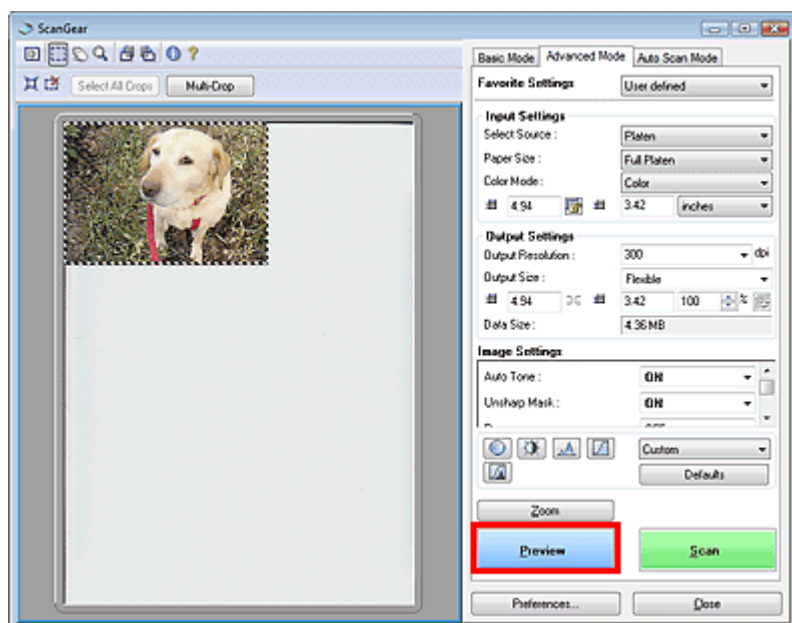 ScanGear
Select All Crops Multi-Crop
Basic Mode Advanced Mode Auto Scan Mode
Favorite Settings User defined
Input Settings
Select Source : Platen
Paper Size : Full Platen
Color Mode : Color
4.94 3.42 inches
Output Settings
Output Resolution : 300 dpi
Output Size : Flexible
4.94 3.42 100 %
Data Size : 4.36 MB
Image Settings
Auto Tone : ON
Unsharp Mask : ON
Custom
Defaults
Zoom
Preview Scan
Preferences... Close